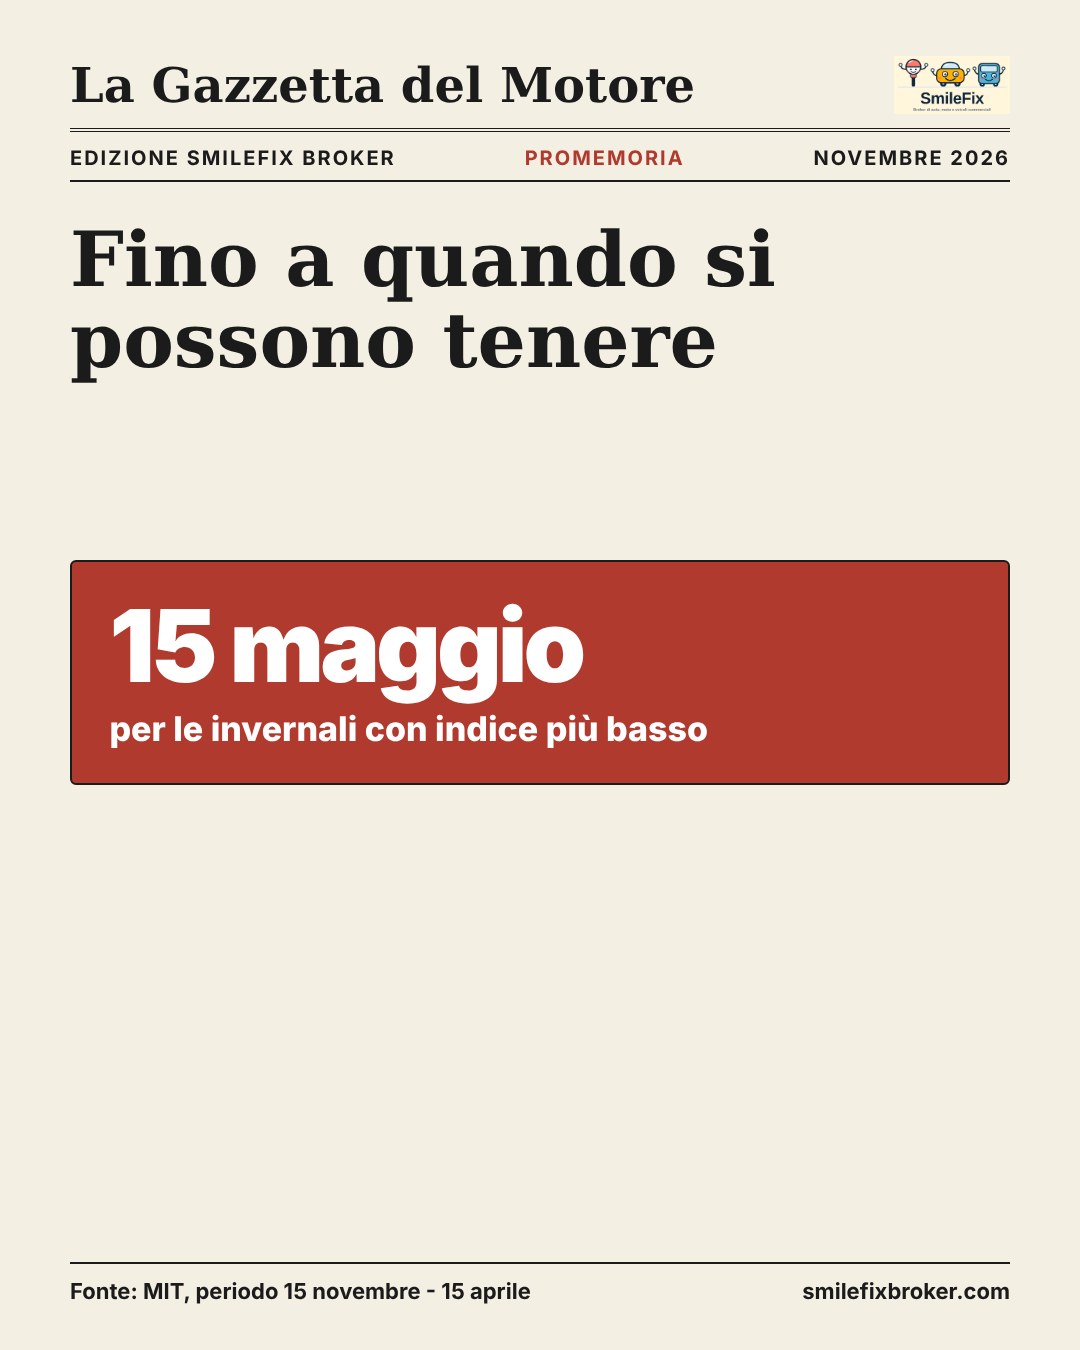 La Gazzetta del Motore
SmileFix
EDIZIONE SMILEFIX BROKER
PROMEMORIA
NOVEMBRE 2026
Fino a quando si
possono tenere
15 maggio
per le invernali con indice più basso
Fonte: MIT, periodo 15 novembre - 15 aprile
smilefixbroker.com